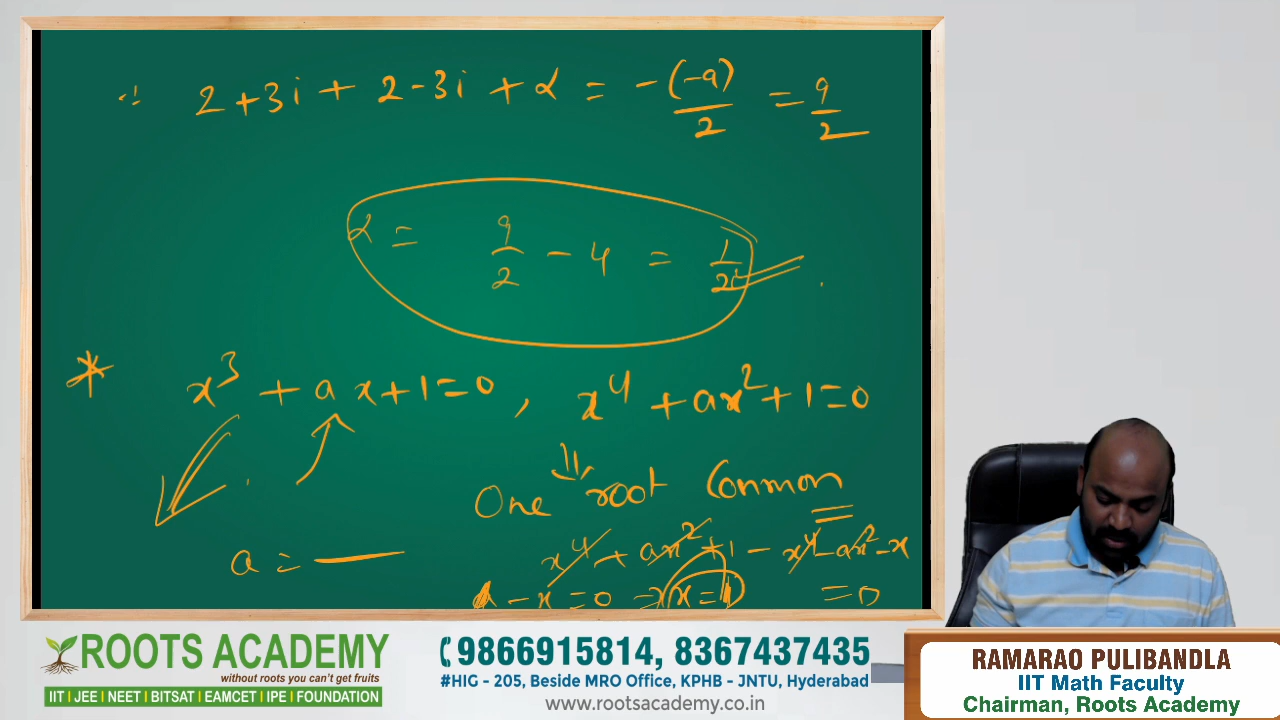 ∴ 2+3i + 2-3i + α = -(-9)/2 = 9/2
α = 9/2 - 4 = 1/2
* x³ + ax+1=0, x⁴ + ax²+1=0
⇓
One root Common
a = —
x⁴ + ax² + 1 - x⁴ - ax² - x = 0
1 - x = 0 ⇒ x=1
ROOTS ACADEMY
without roots you can't get fruits
IIT | JEE | NEET | BITSAT | EAMCET | IPE | FOUNDATION
9866915814, 8367437435
#HIG - 205, Beside MRO Office, KPHB - JNTU, Hyderabad
www.rootsacademy.co.in
RAMARAO PULIBANDLA
IIT Math Faculty
Chairman, Roots Academy